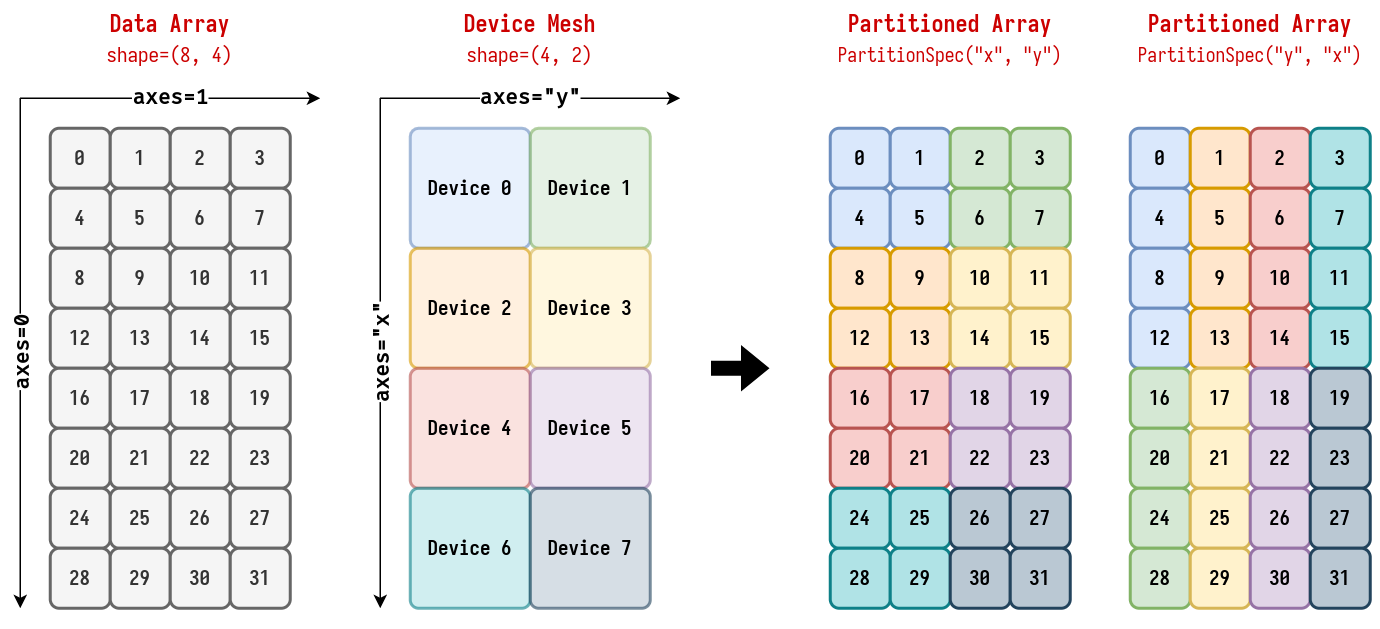 Data Array
shape=(8, 4)
axes=1
axes=0
0 1 2 3
4 5 6 7
8 9 10 11
12 13 14 15
16 17 18 19
20 21 22 23
24 25 26 27
28 29 30 31
Device Mesh
shape=(4, 2)
axes="y"
axes="x"
Device 0 Device 1
Device 2 Device 3
Device 4 Device 5
Device 6 Device 7
Partitioned Array
PartitionSpec("x", "y")
0 1 2 3
4 5 6 7
8 9 10 11
12 13 14 15
16 17 18 19
20 21 22 23
24 25 26 27
28 29 30 31
Partitioned Array
PartitionSpec("y", "x")
0 1 2 3
4 5 6 7
8 9 10 11
12 13 14 15
16 17 18 19
20 21 22 23
24 25 26 27
28 29 30 31